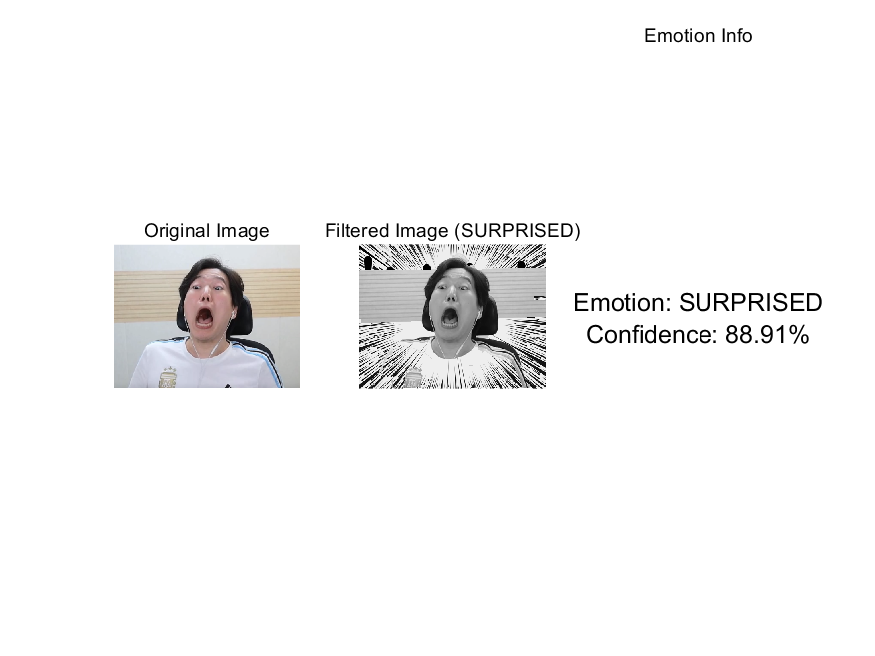 Emotion Info
Original Image
Filtered Image (SURPRISED)
Emotion: SURPRISED
Confidence: 88.91%